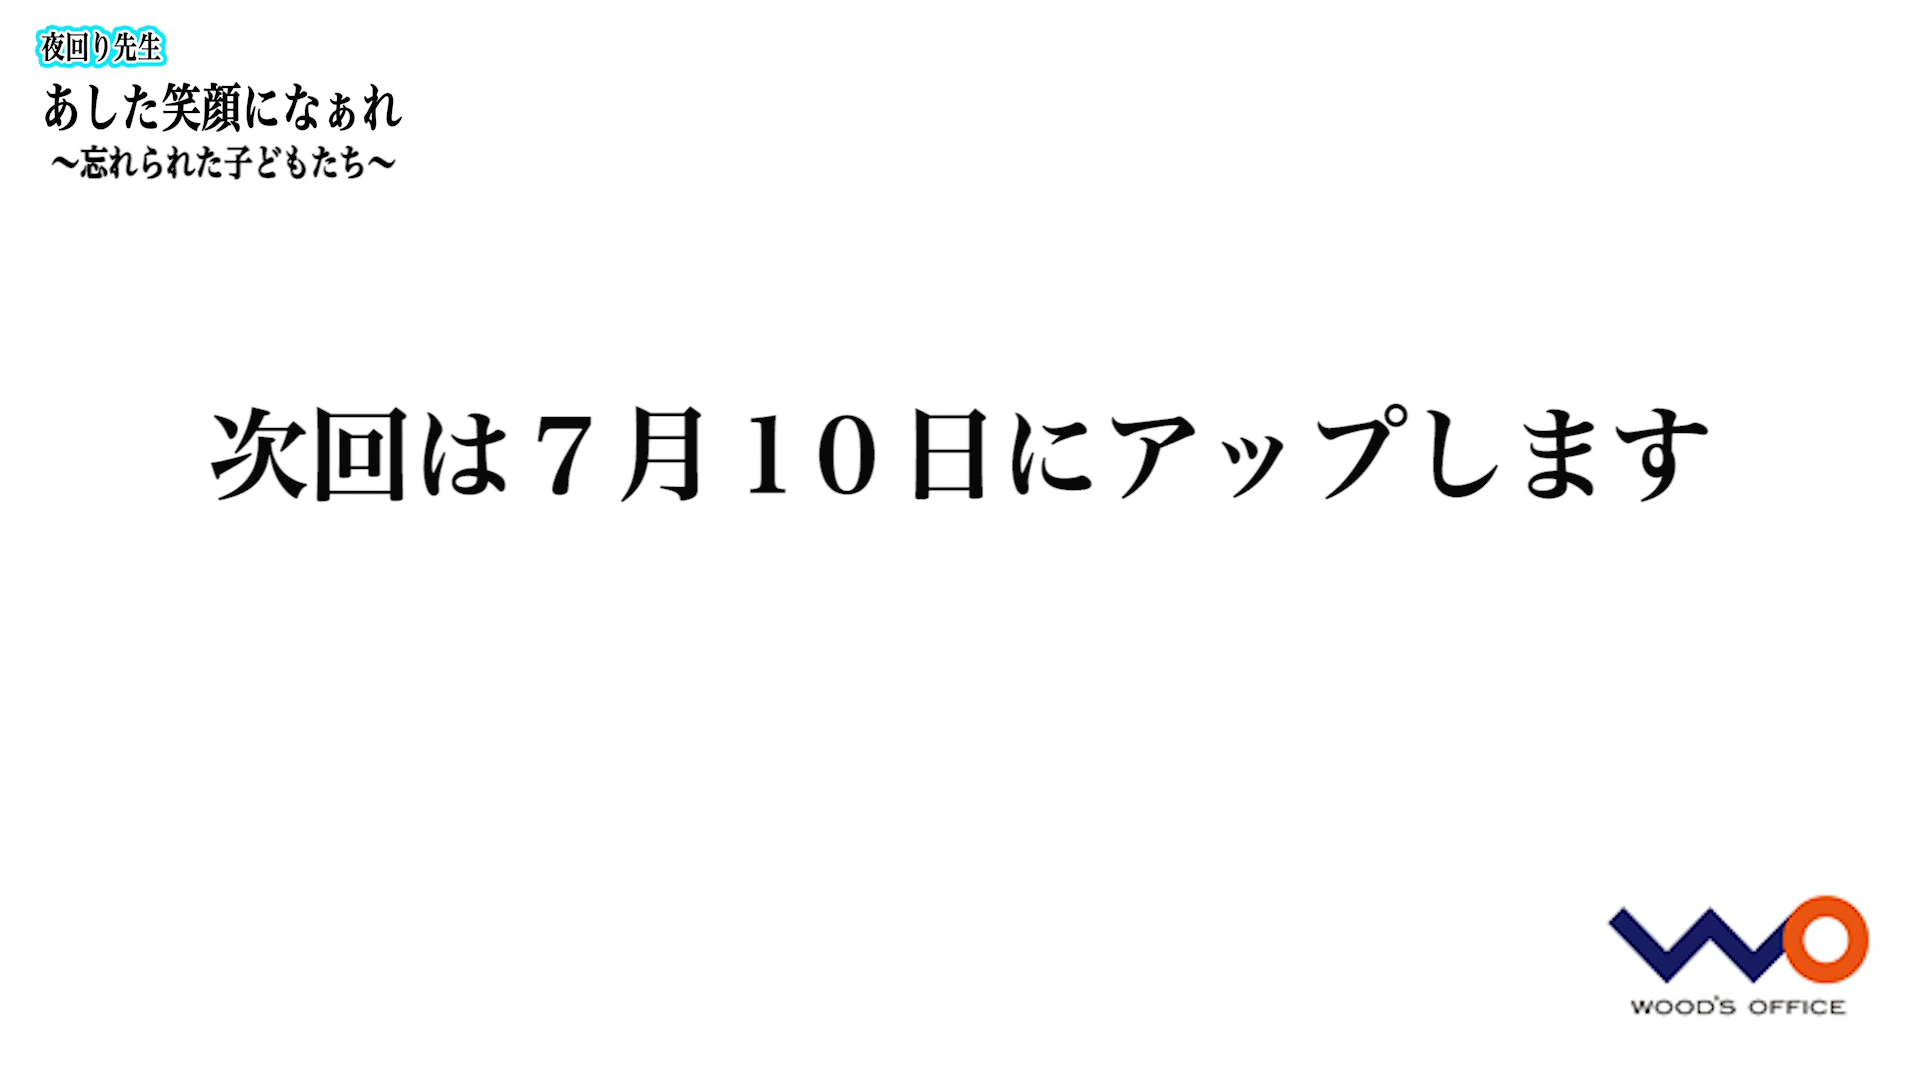 夜回り先生
あした笑顔になぁれ
～忘れられた子どもたち～
次回は７月１０日にアップします
WO
WOOD'S OFFICE